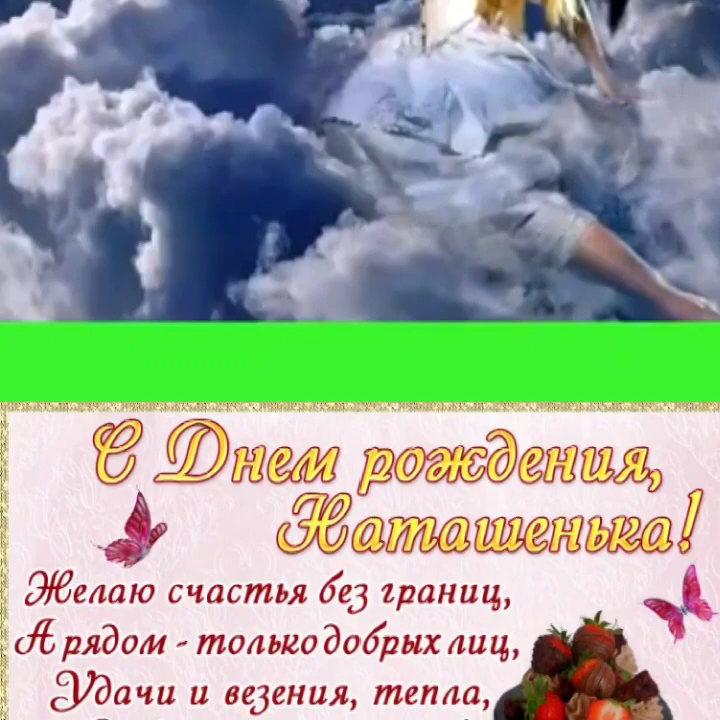 С Днем рождения,
Наташенька!
Желаю счастья без границ,
А рядом - только добрых лиц,
Удачи и везения, тепла,